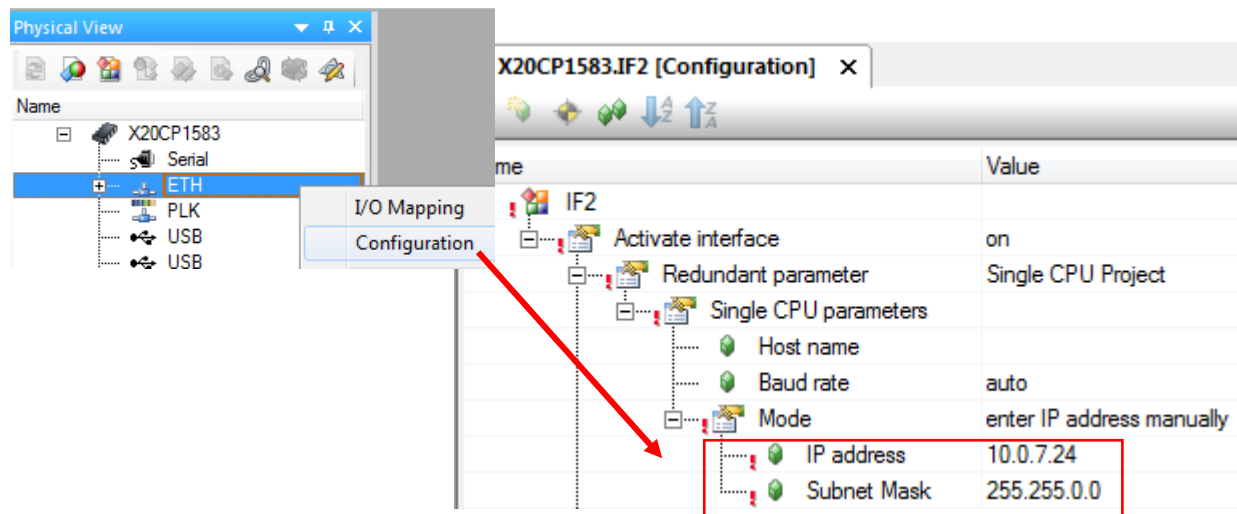 Physical View
Name
X20CP1583
Serial
ETH
PLK
USB
USB
I/O Mapping
Configuration
X20CP1583.IF2 [Configuration]
me Value
IF2
Activate interface on
Redundant parameter Single CPU Project
Single CPU parameters
Host name
Baud rate auto
Mode enter IP address manually
IP address 10.0.7.24
Subnet Mask 255.255.0.0